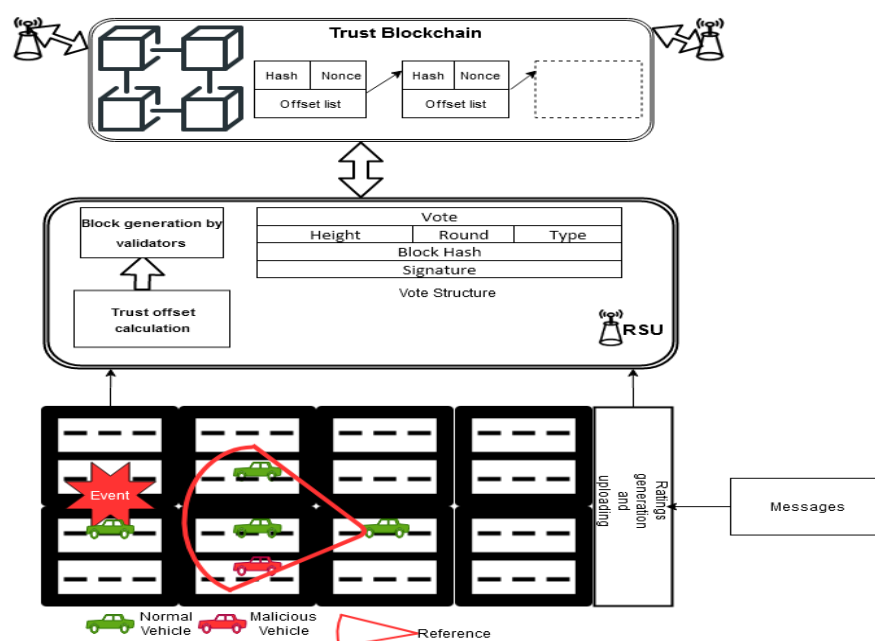 Trust Blockchain
Hash Nonce
Offset list
Hash Nonce
Offset list
Block generation by
validators
Trust offset
calculation
Vote
Height Round Type
Block Hash
Signature
Vote Structure
RSU
Event
Ratings
generation
and
uploading
Messages
Normal
Vehicle
Malicious
Vehicle
Reference